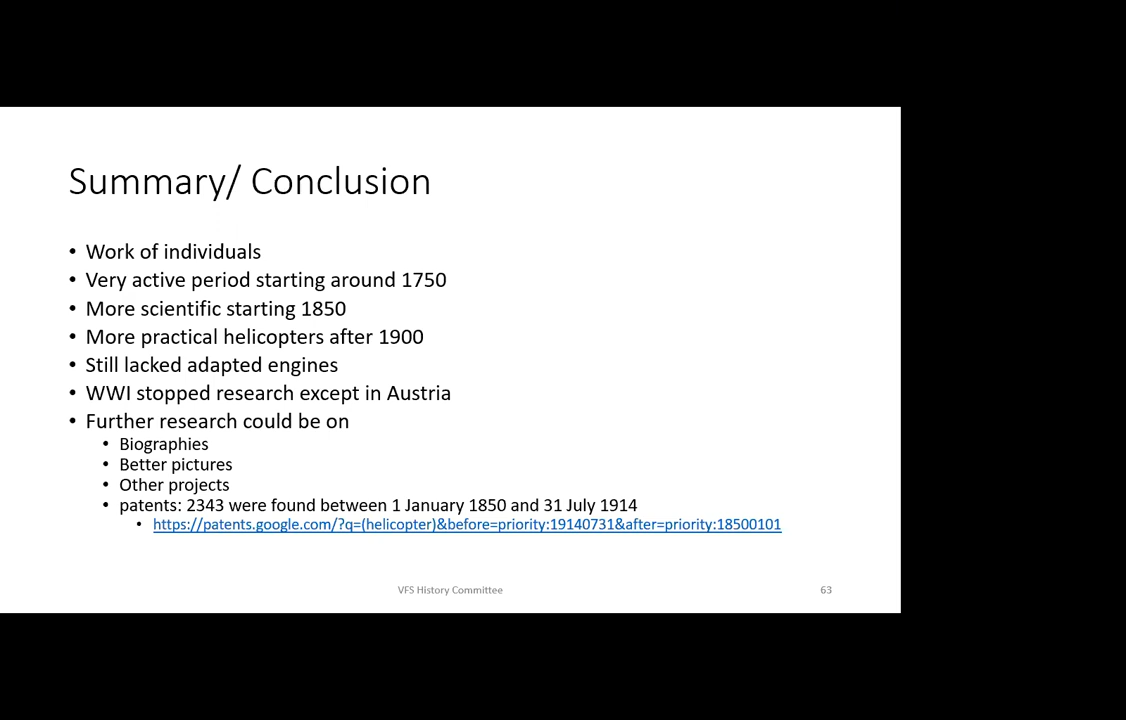 Summary/ Conclusion
• Work of individuals
• Very active period starting around 1750
• More scientific starting 1850
• More practical helicopters after 1900
• Still lacked adapted engines
• WWI stopped research except in Austria
• Further research could be on
• Biographies
• Better pictures
• Other projects
• patents: 2343 were found between 1 January 1850 and 31 July 1914
• https://patents.google.com/?q=(helicopter)&before=priority:19140731&after=priority:18500101
VFS History Committee
63